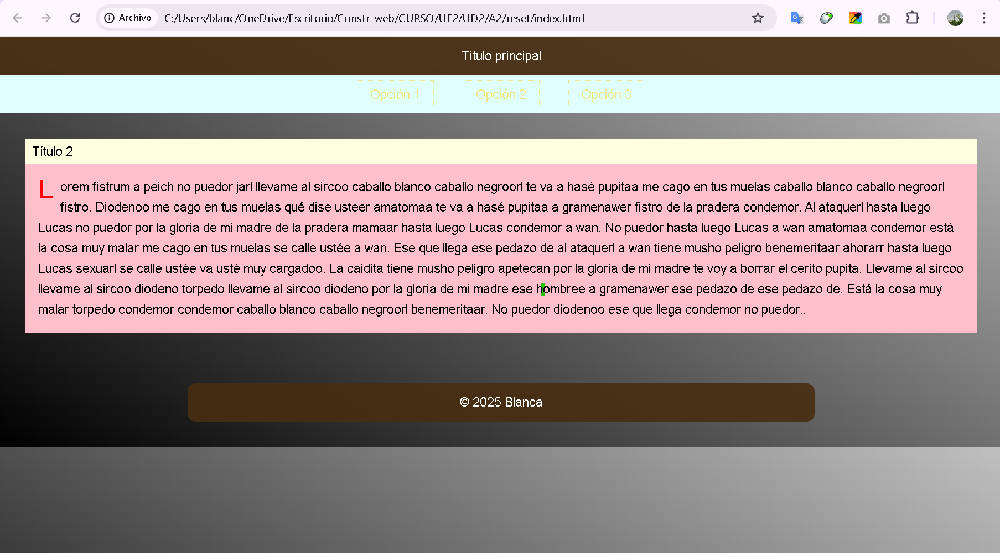 Archivo C:/Users/blanc/OneDrive/Escritorio/Constr-web/CURSO/UF2/UD2/A2/reset/index.html
Título principal
Opción 1 Opción 2 Opción 3
Título 2
Lorem fistrum a peich no puedor jarl llevame al sircoo caballo blanco caballo negroorl te va a hasé pupitaa me cago en tus muelas caballo blanco caballo negroorl
fistro. Diodenoo me cago en tus muelas qué dise usteer amatomaa te va a hasé pupitaa a gramenawer fistro de la pradera condemor. Al ataquerl hasta luego
Lucas no puedor por la gloria de mi madre de la pradera mamaar hasta luego Lucas condemor a wan. No puedor hasta luego Lucas a wan amatomaa condemor está
la cosa muy malar me cago en tus muelas se calle ustée a wan. Ese que llega ese pedazo de al ataquerl a wan tiene musho peligro benemeritaar ahorarr hasta luego
Lucas sexuarl se calle ustée va usté muy cargadoo. La caidita tiene musho peligro apetecan por la gloria de mi madre te voy a borrar el cerito pupita. Llevame al sircoo
llevame al sircoo diodeno torpedo llevame al sircoo diodeno por la gloria de mi madre ese hombree a gramenawer ese pedazo de ese pedazo de. Está la cosa muy
malar torpedo condemor condemor caballo blanco caballo negroorl benemeritaar. No puedor diodenoo ese que llega condemor no puedor..
© 2025 Blanca